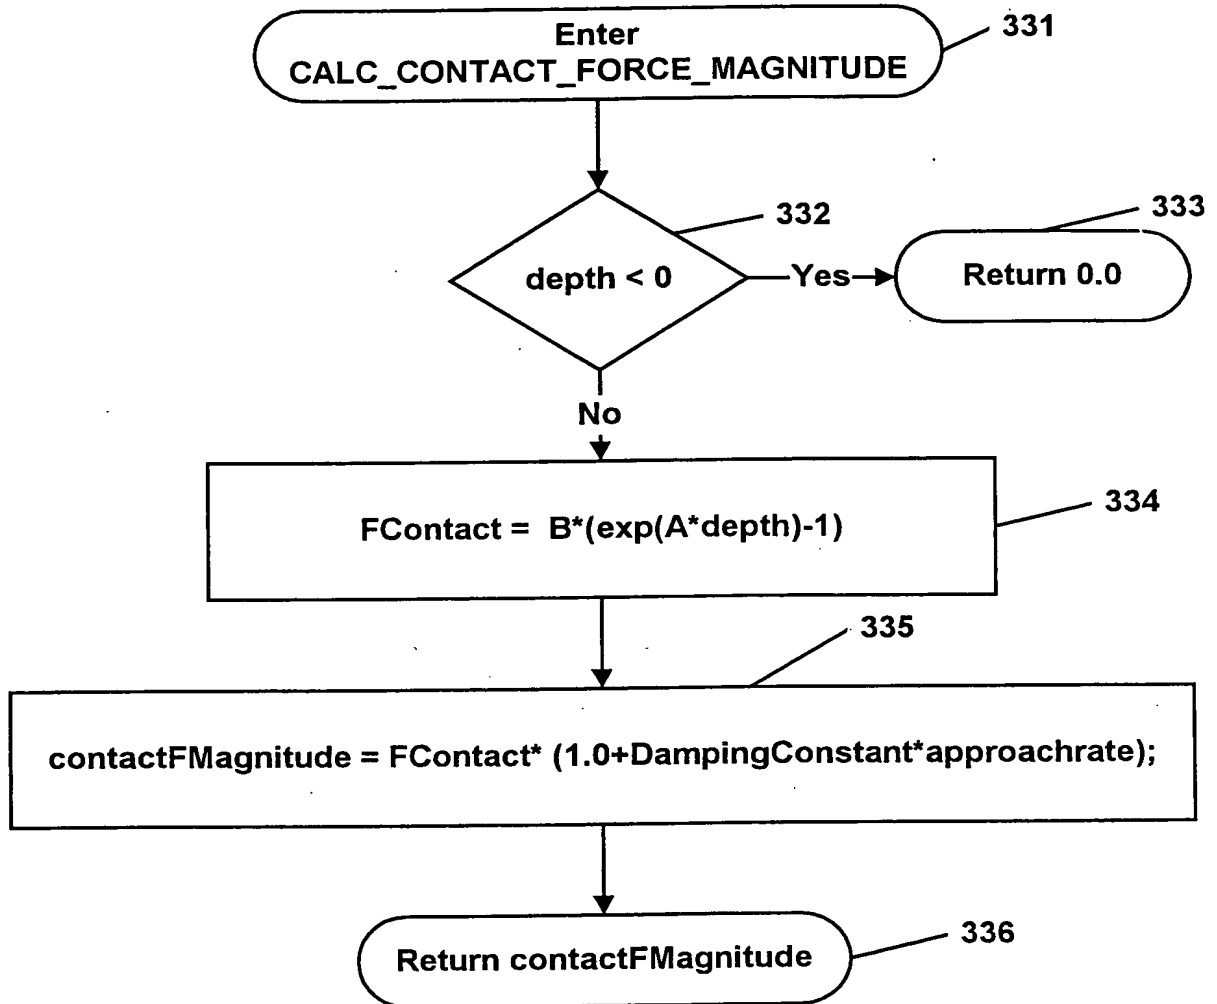 Enter
CALC_CONTACT_FORCE_MAGNITUDE
331
332
333
depth < 0
Yes
Return 0.0
No
FContact = B*(exp(A*depth)-1)
334
335
contactFMagnitude = FContact* (1.0+DampingConstant*approachrate);
Return contactFMagnitude
336